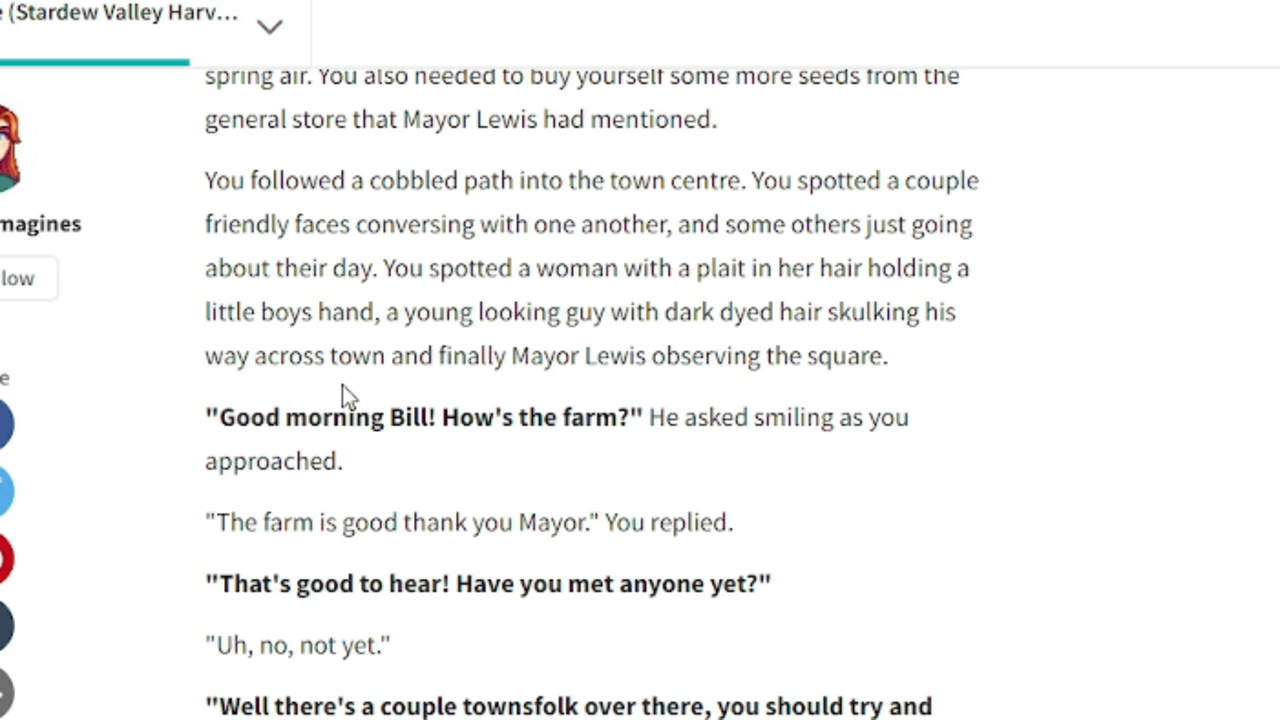 (Stardew Valley Harv...
spring air. You also needed to buy yourself some more seeds from the
general store that Mayor Lewis had mentioned.
You followed a cobbled path into the town centre. You spotted a couple
friendly faces conversing with one another, and some others just going
about their day. You spotted a woman with a plait in her hair holding a
little boys hand, a young looking guy with dark dyed hair skulking his
way across town and finally Mayor Lewis observing the square.
magines
low
e
"Good morning Bill! How's the farm?" He asked smiling as you
approached.
"The farm is good thank you Mayor." You replied.
"That's good to hear! Have you met anyone yet?"
"Uh, no, not yet."
"Well there's a couple townsfolk over there, you should try and